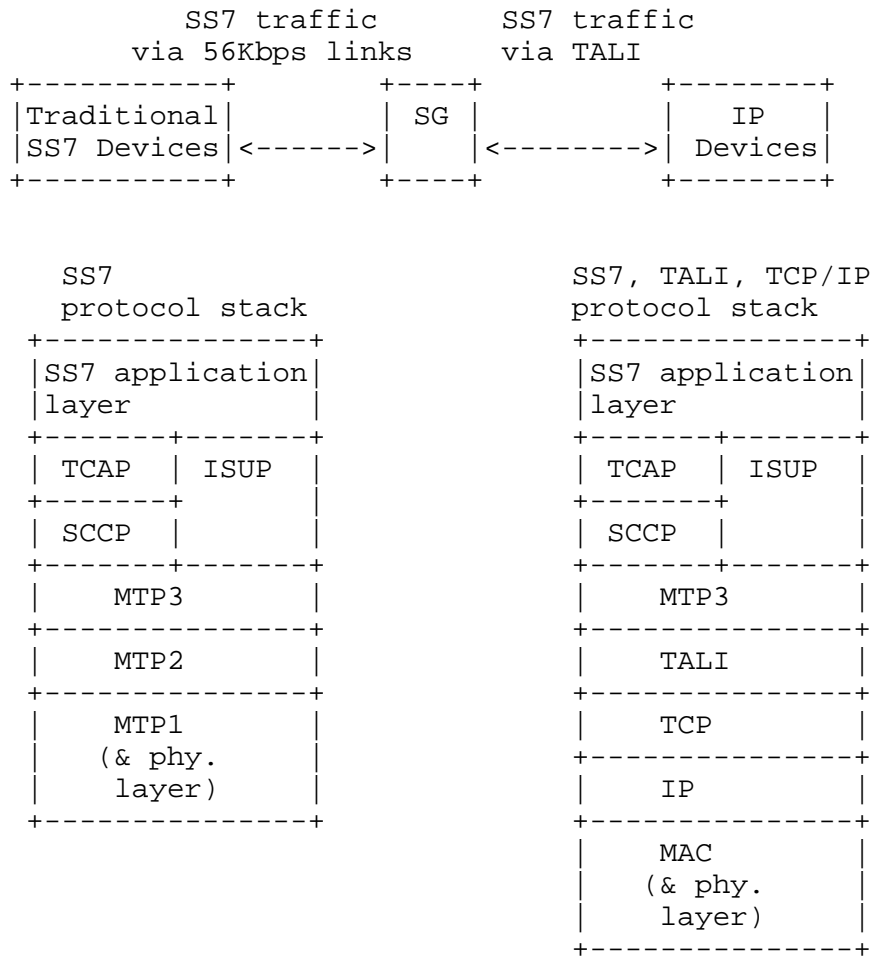 SS7 traffic SS7 traffic
via 56Kbps links via TALI
+-----------+ +----+ +--------+
|Traditional| | SG | | IP |
|SS7 Devices|<------>| |<-------->| Devices|
+-----------+ +----+ +--------+
SS7 SS7, TALI, TCP/IP
protocol stack protocol stack
+---------------+ +---------------+
|SS7 application| |SS7 application|
|layer | |layer |
+-------+-------+ +-------+-------+
| TCAP | ISUP | | TCAP | ISUP |
+-------+ | +-------+ |
| SCCP | | | SCCP | |
+-------+-------+ +-------+-------+
| MTP3 | | MTP3 |
+---------------+ +---------------+
| MTP2 | | TALI |
+---------------+ +---------------+
| MTP1 | | TCP |
| (& phy. | +---------------+
| layer) | | IP |
+---------------+ +---------------+
| MAC |
| (& phy. |
| layer) |
+---------------+